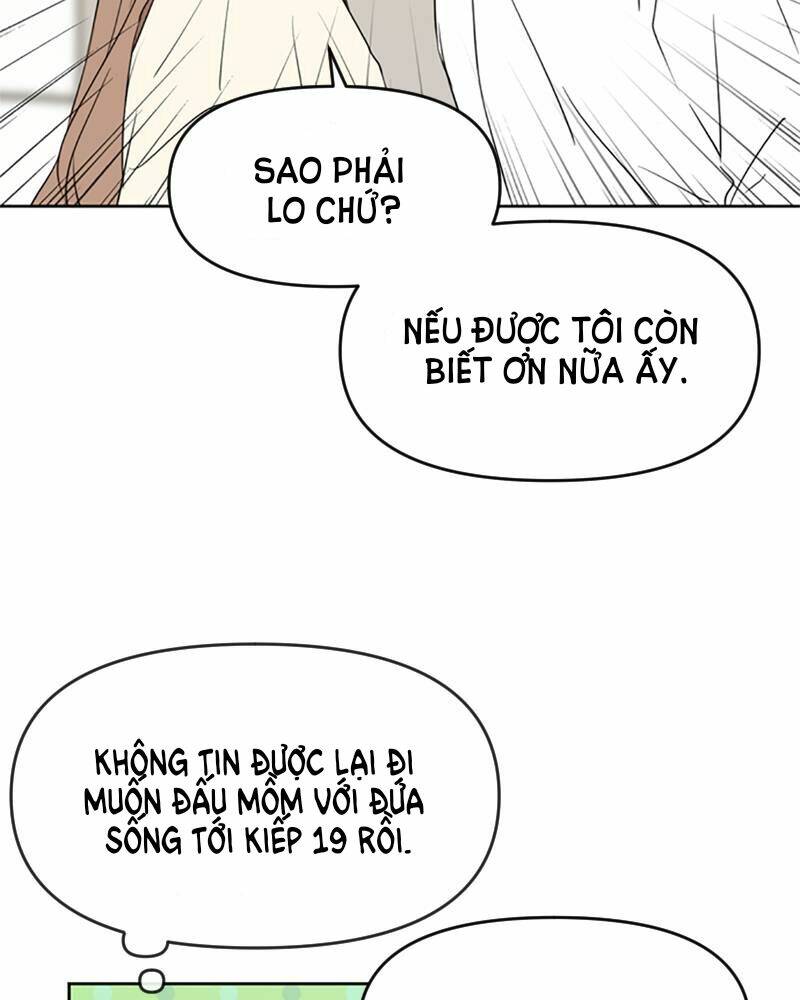 SAO PHẢI
LO CHỨ?
NẾU ĐƯỢC TÔI CÒN
BIẾT ƠN NỮA ẤY.
KHÔNG TIN ĐƯỢC LẠI ĐI
MUỐN ĐẤU MỒM VỚI ĐỨA
SỐNG TỚI KIẾP 19 RỒI.